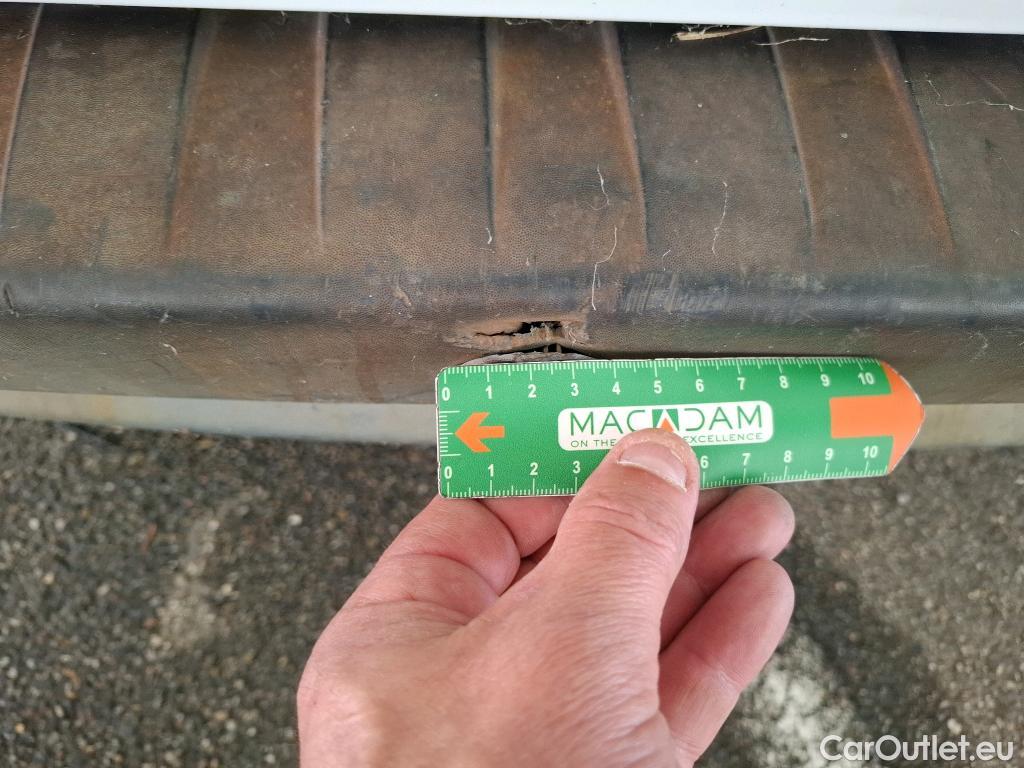 0 1 2 3 4 5 6 7 8 9 10
MACADAM
ON THE EXCELLENCE
0 1 2 3 6 7 8 9 10
CarOutlet.eu